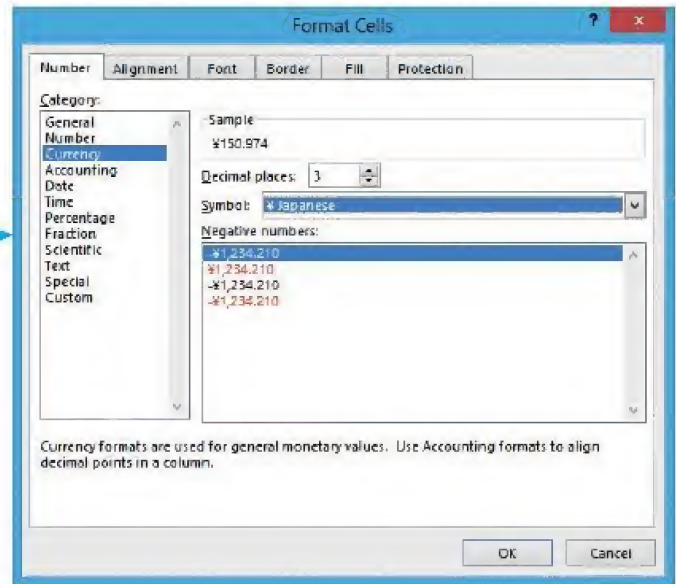 Format Cells
Number Alignment Font Border Fill Protection
Category:
General
Number
Currency
Accounting
Date
Time
Percentage
Fraction
Scientific
Text
Special
Custom
Sample
¥150.974
Decimal places: 3
Symbol: ¥ Japanese
Negative numbers:
-¥1,234.210
¥1,234.210
-¥1,234.210
-¥1,234.210
Currency formats are used for general monetary values. Use Accounting formats to align
decimal points in a column.
OK Cancel